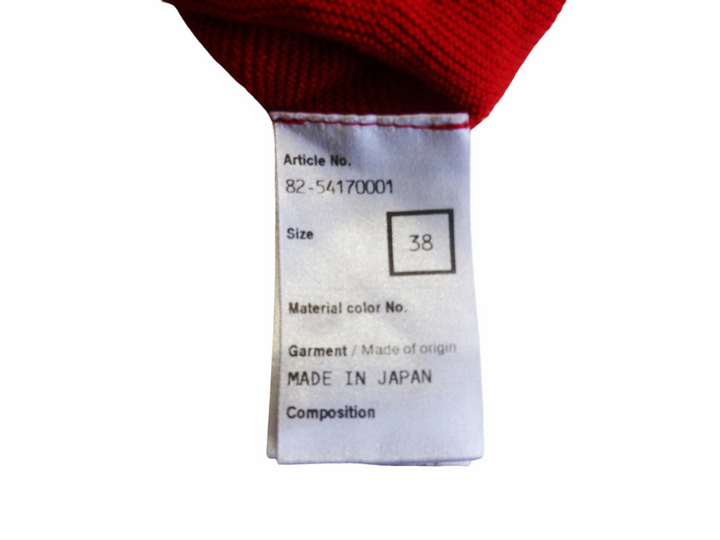 Article No.
82-54170001
Size
38
Material color No.
Garment / Made of origin
MADE IN JAPAN
Composition